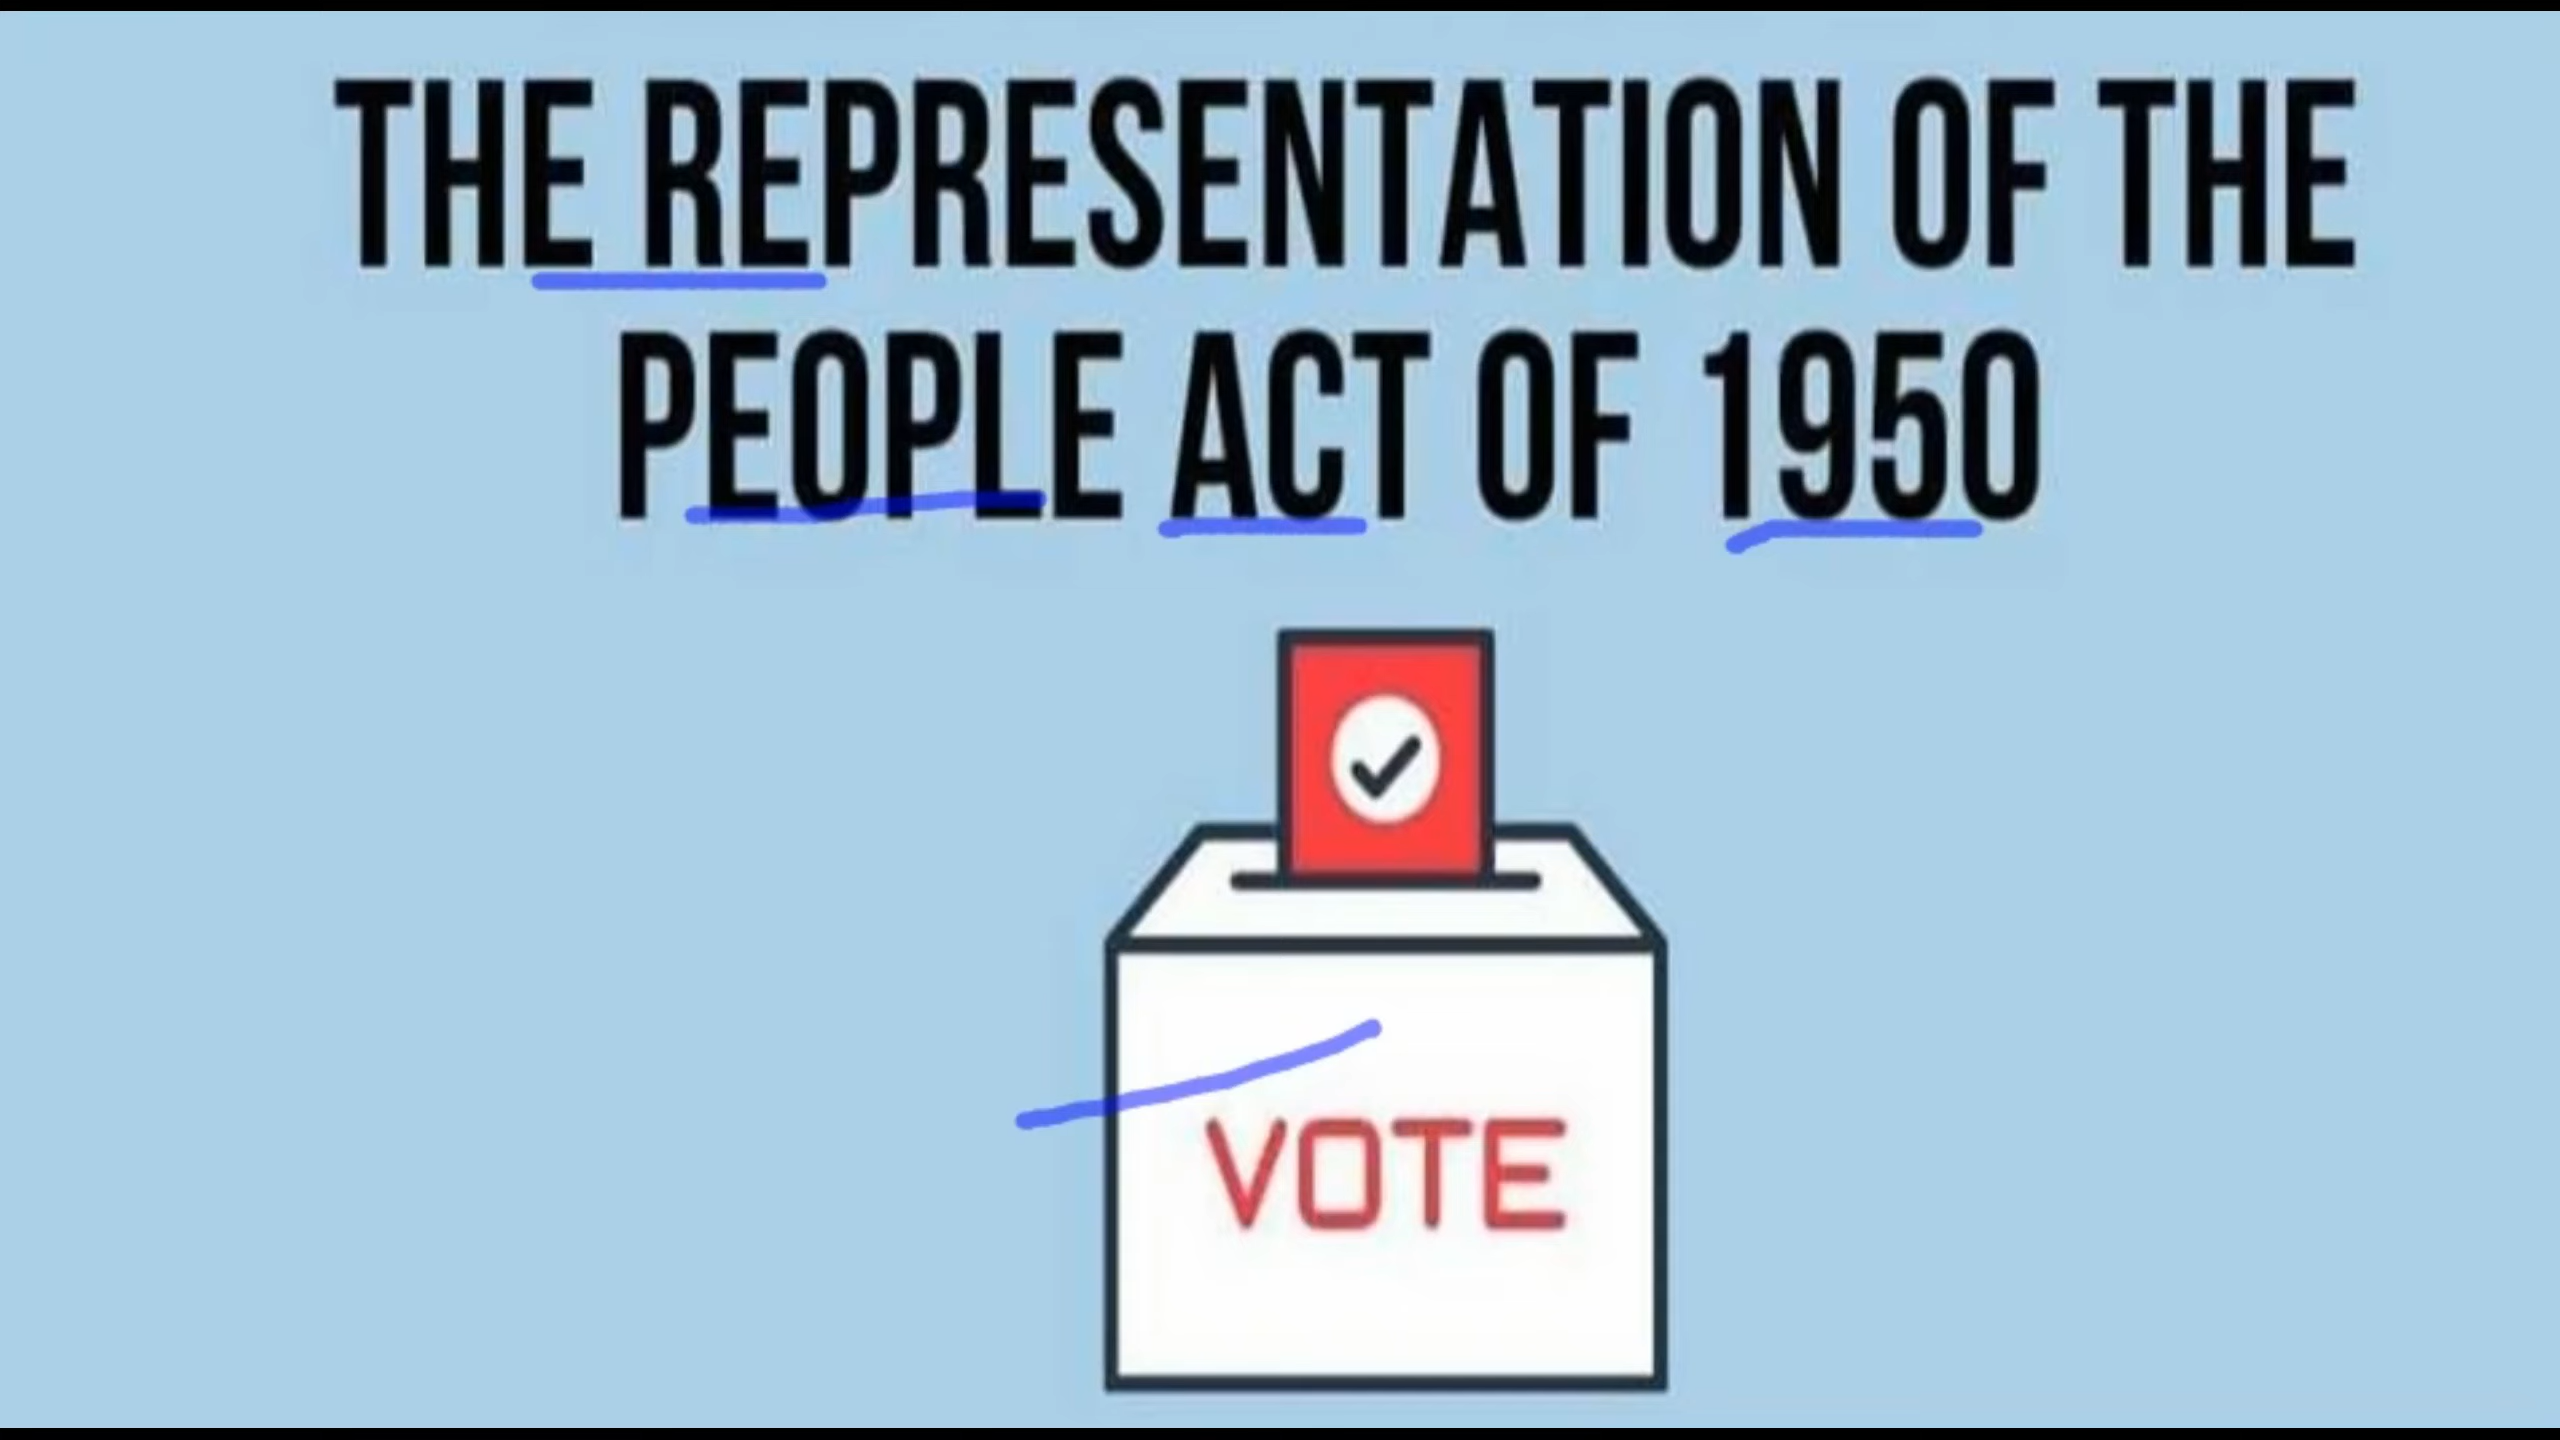 THE REPRESENTATION OF THE
PEOPLE ACT OF 1950
VOTE